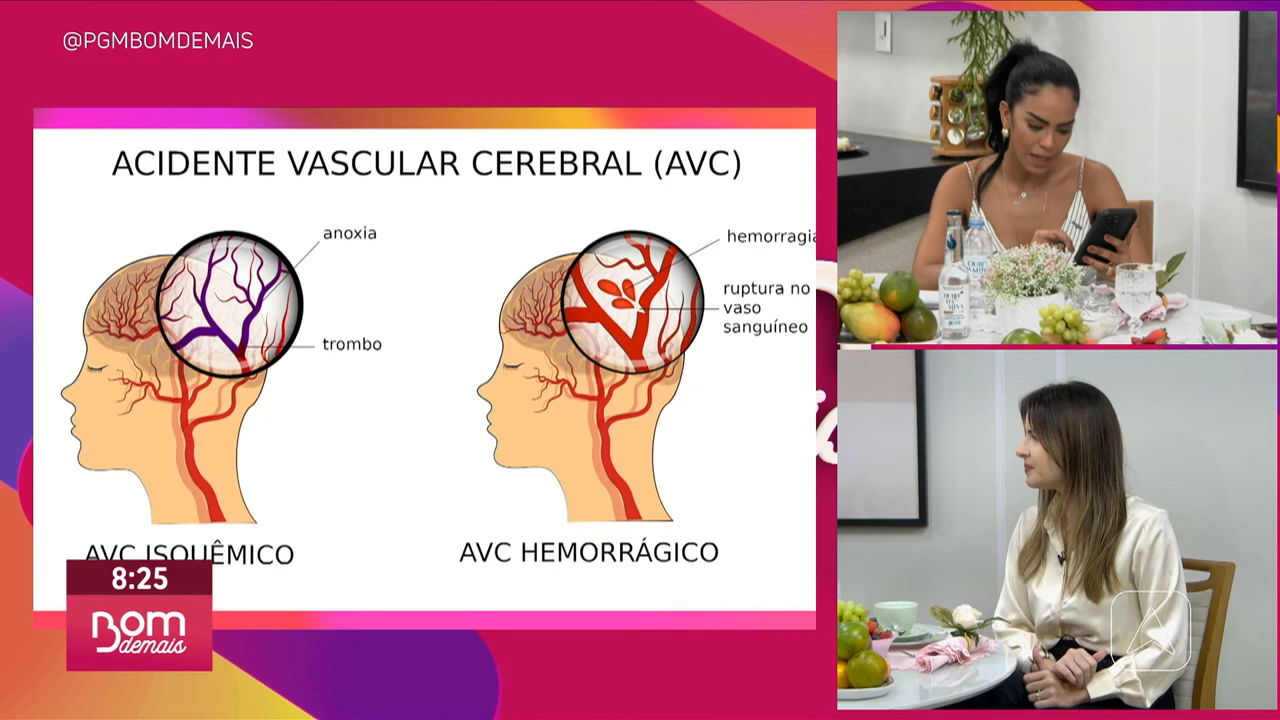 @PGMBOMDEMAIS
ACIDENTE VASCULAR CEREBRAL (AVC)
anoxia
trombo
hemorragia
ruptura no
vaso
sanguíneo
AVC ISQUÊMICO
AVC HEMORRÁGICO
8:25
Bom
demais